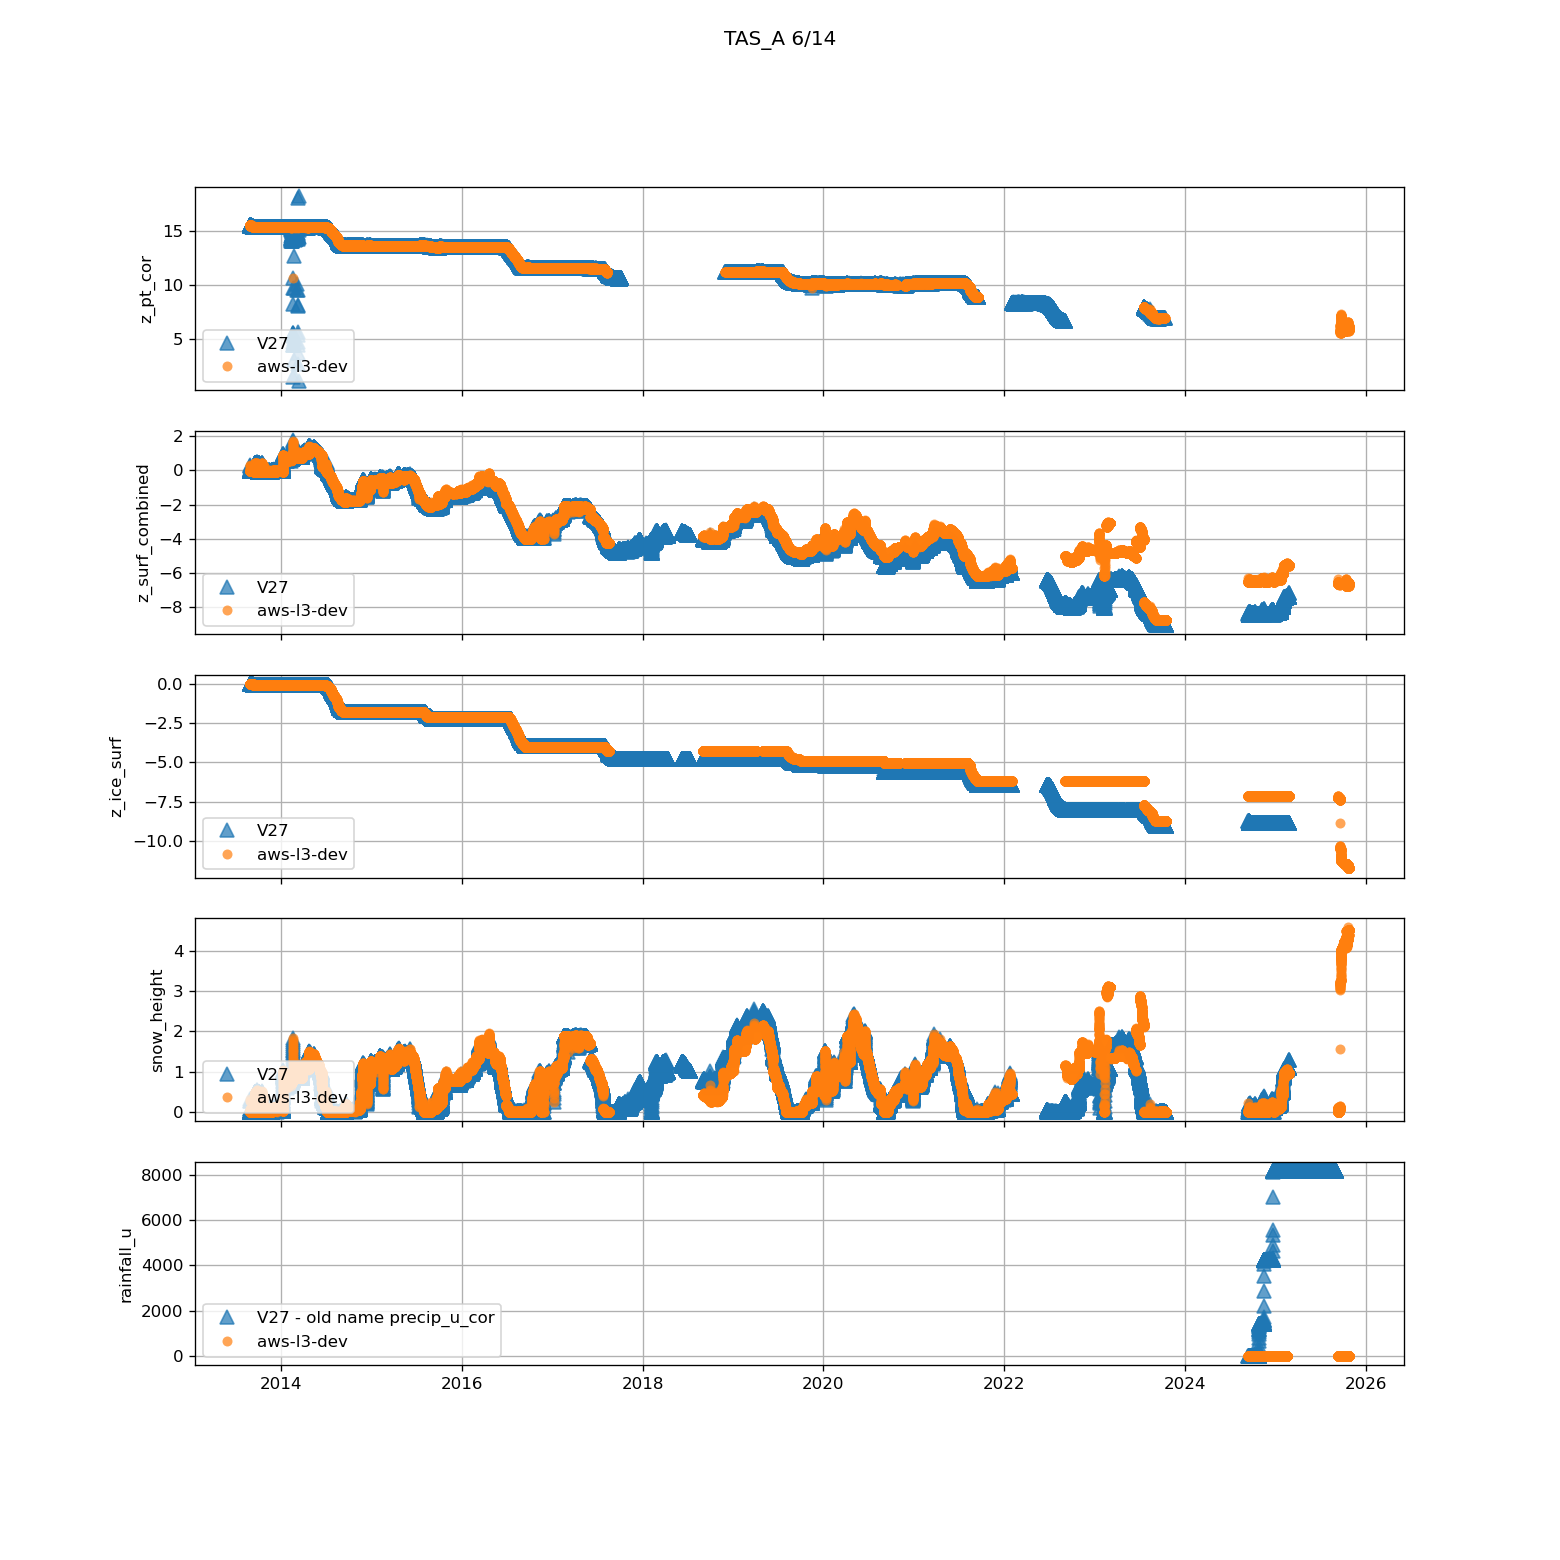 TAS_A 6/14
z_pt_cor
15
10
5
V27
aws-l3-dev
z_surf_combined
2
0
−2
−4
−6
−8
V27
aws-l3-dev
z_ice_surf
0.0
−2.5
−5.0
−7.5
−10.0
V27
aws-l3-dev
snow_height
4
3
2
1
0
V27
aws-l3-dev
rainfall_u
8000
6000
4000
2000
0
V27 - old name precip_u_cor
aws-l3-dev
2014 2016 2018 2020 2022 2024 2026